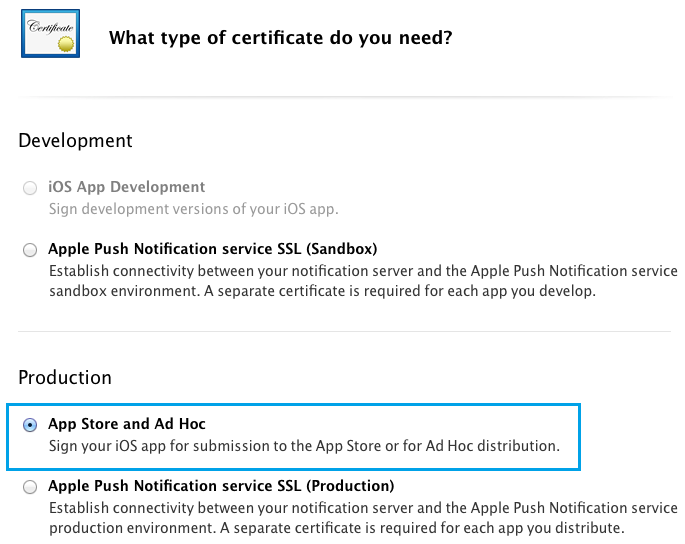 Certificate
What type of certificate do you need?
Development
iOS App Development
Sign development versions of your iOS app.
Apple Push Notification service SSL (Sandbox)
Establish connectivity between your notification server and the Apple Push Notification service
sandbox environment. A separate certificate is required for each app you develop.
Production
App Store and Ad Hoc
Sign your iOS app for submission to the App Store or for Ad Hoc distribution.
Apple Push Notification service SSL (Production)
Establish connectivity between your notification server and the Apple Push Notification service
production environment. A separate certificate is required for each app you distribute.